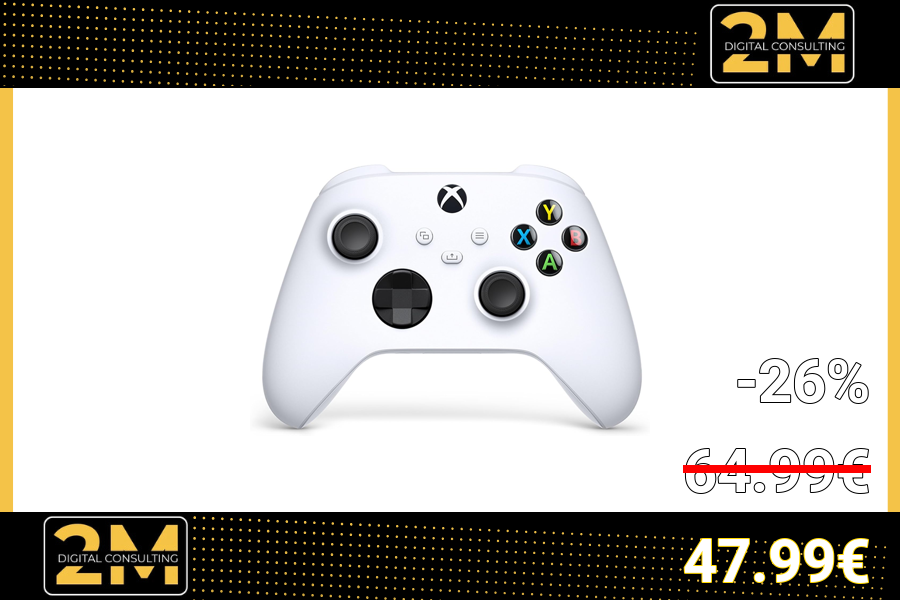 2M
DIGITAL CONSULTING
Y
X
B
A
-26%
64.99€
2M
DIGITAL CONSULTING
47.99€